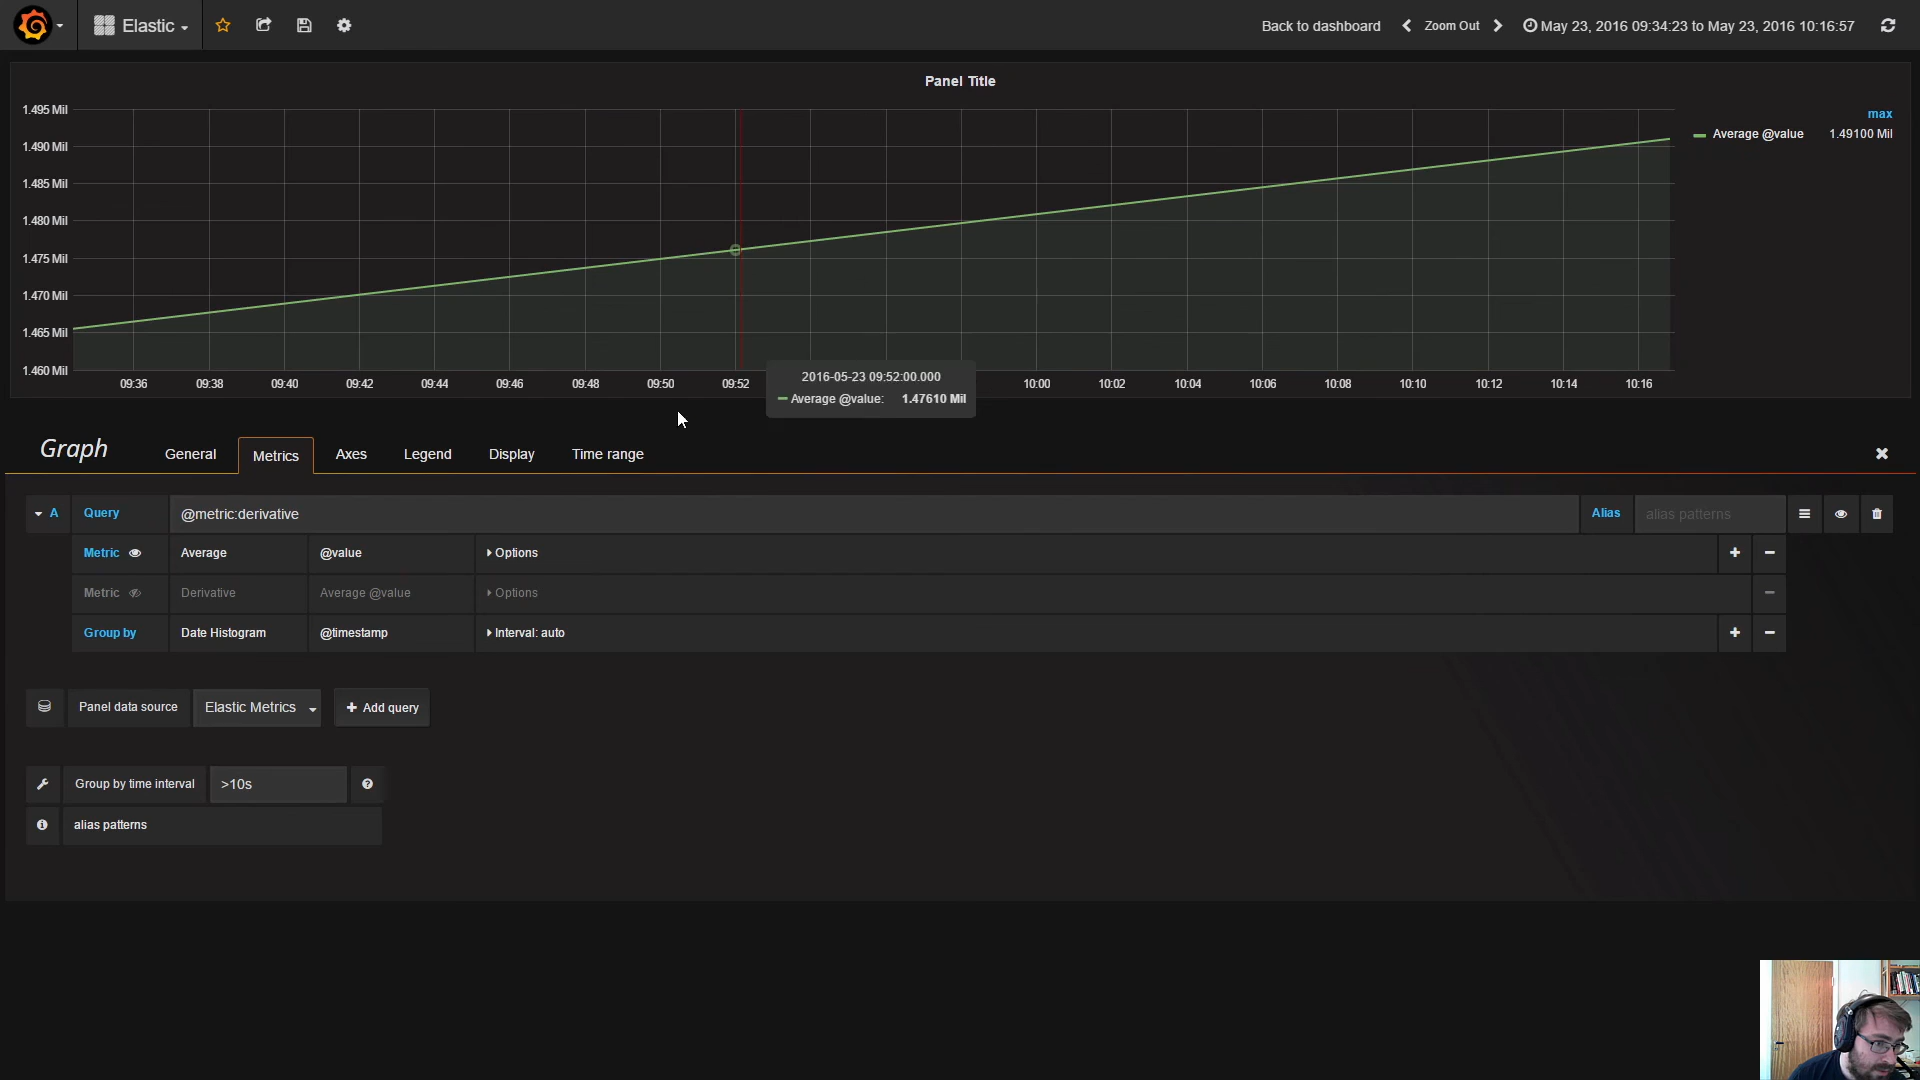 Elastic
Back to dashboard
Zoom Out
May 23, 2016 09:34:23 to May 23, 2016 10:16:57
Panel Title
1.495 Mil
1.490 Mil
1.485 Mil
1.480 Mil
1.475 Mil
1.470 Mil
1.465 Mil
1.460 Mil
09:36 09:38 09:40 09:42 09:44 09:46 09:48 09:50 09:52 10:00 10:02 10:04 10:06 10:08 10:10 10:12 10:14 10:16
max
Average @value 1.49100 Mil
2016-05-23 09:52:00.000
Average @value: 1.47610 Mil
Graph General Metrics Axes Legend Display Time range
A Query @metric:derivative Alias alias patterns
Metric Average @value Options
Metric Derivative Average @value Options
Group by Date Histogram @timestamp Interval: auto
Panel data source Elastic Metrics Add query
Group by time interval >10s
alias patterns